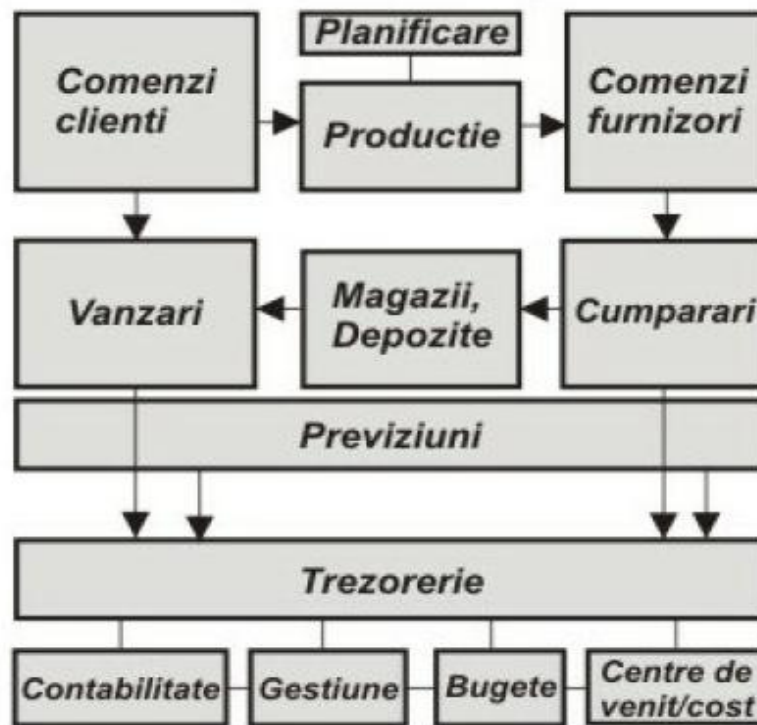 Planificare
Comenzi
clienti
Productie
Comenzi
furnizori
Vanzari
Magazii,
Depozite
Cumparari
Previziuni
Trezorerie
Contabilitate
Gestiune
Bugete
Centre de
venit/cost